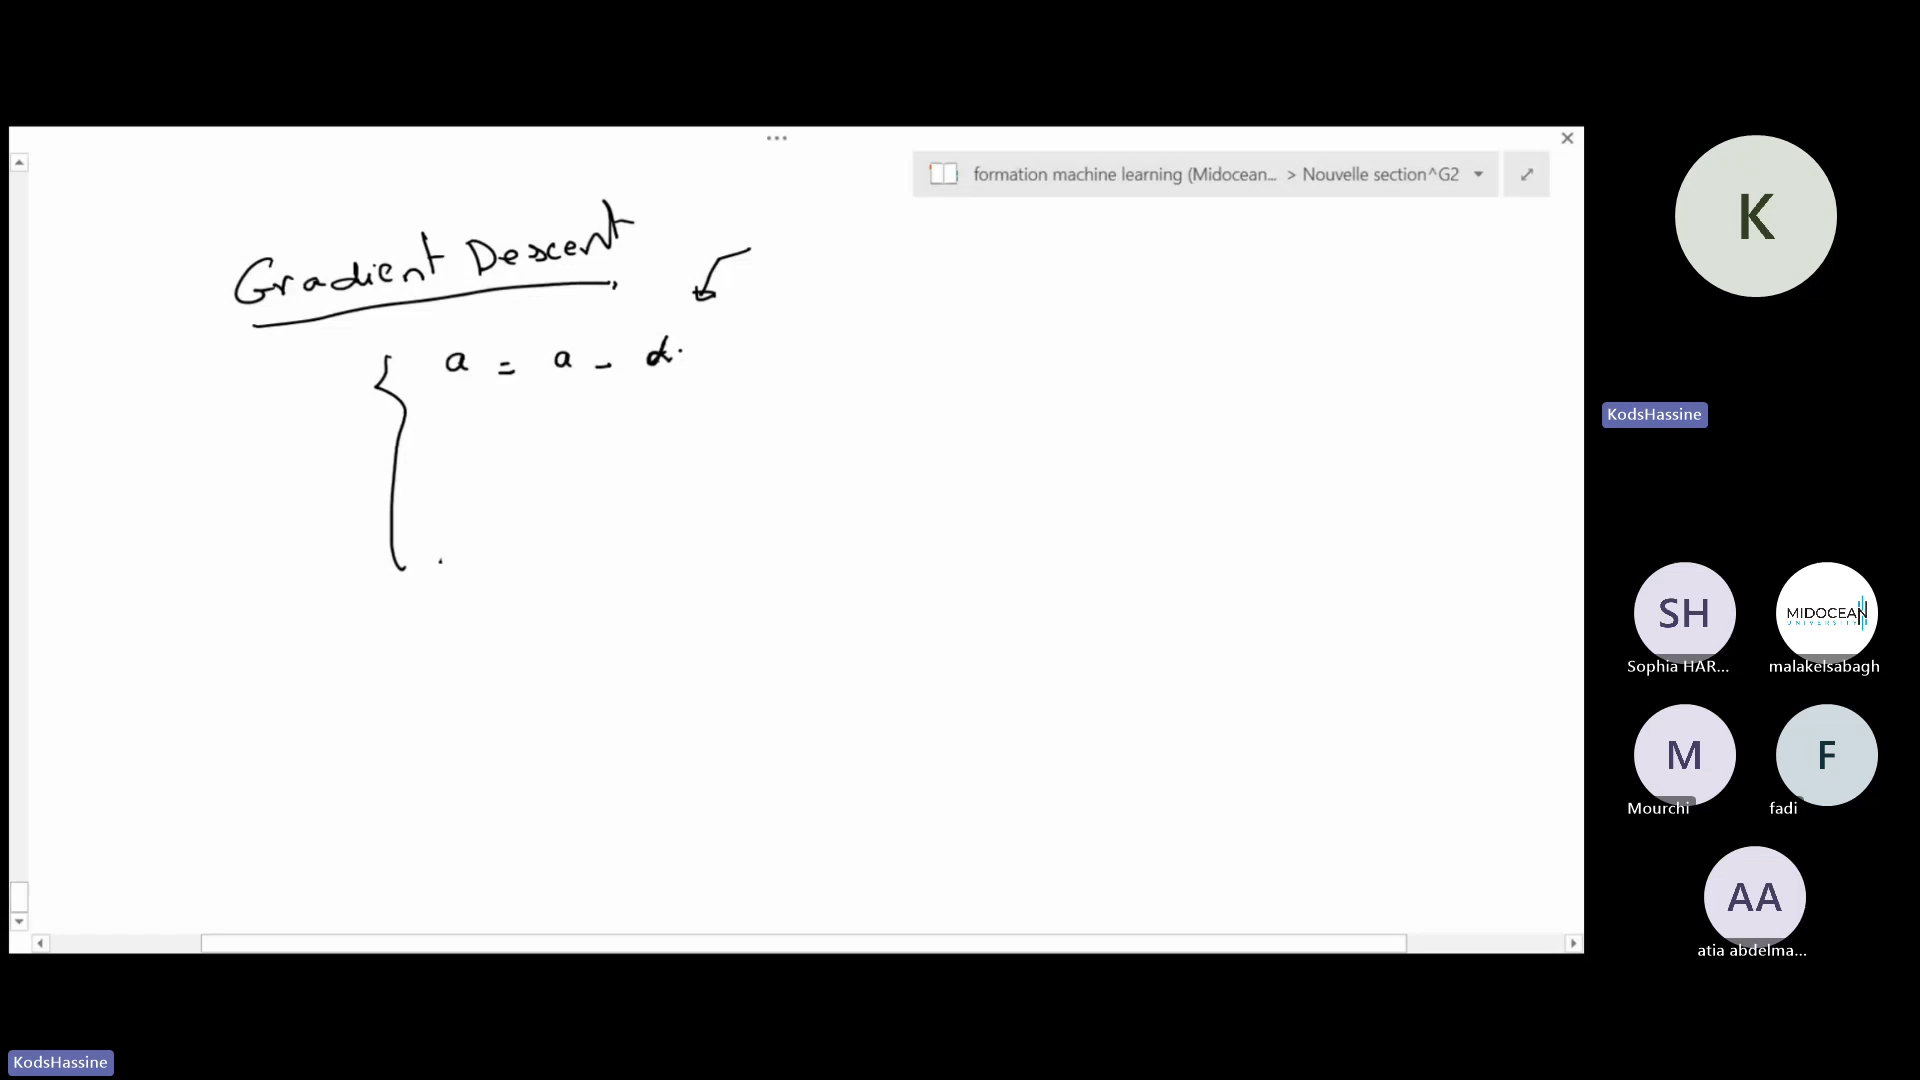 formation machine learning (Midocean... > Nouvelle section^G2
Gradient Descent
a = a - α.
K
KodsHassine
SH
Sophia HAR...
MIDOCEAN
UNIVERSITY
malakelsabagh
M
Mourchi
F
fadi
AA
atia abdelma...
KodsHassine